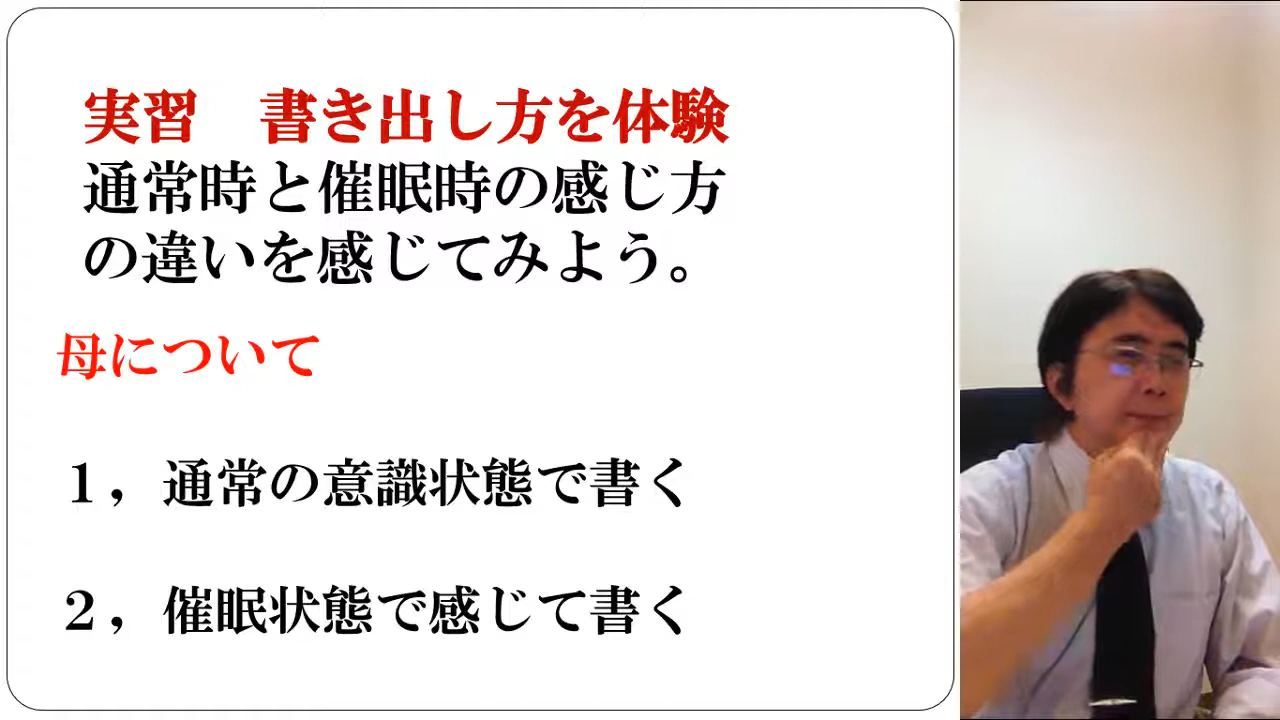 実習　書き出し方を体験
通常時と催眠時の感じ方
の違いを感じてみよう。
母について
１，通常の意識状態で書く
２，催眠状態で感じて書く